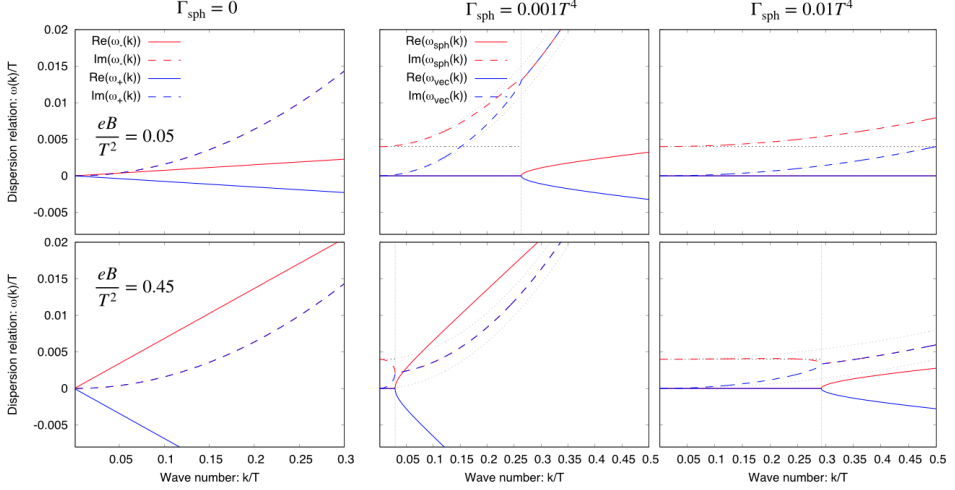 Γsph = 0
Γsph = 0.001T⁴
Γsph = 0.01T⁴
Dispersion relation: ω(k)/T
0.02
0.015
0.01
0.005
0
-0.005
Re(ω-(k))
Im(ω-(k))
Re(ω+(k))
Im(ω+(k))
eB/T² = 0.05
Re(ωsph(k))
Im(ωsph(k))
Re(ωvec(k))
Im(ωvec(k))
Dispersion relation: ω(k)/T
0.02
0.015
0.01
0.005
0
-0.005
eB/T² = 0.45
0.05 0.1 0.15 0.2 0.25 0.3
0.05 0.1 0.15 0.2 0.25 0.3 0.35 0.4 0.45 0.5
0.05 0.1 0.15 0.2 0.25 0.3 0.35 0.4 0.45 0.5
Wave number: k/T
Wave number: k/T
Wave number: k/T